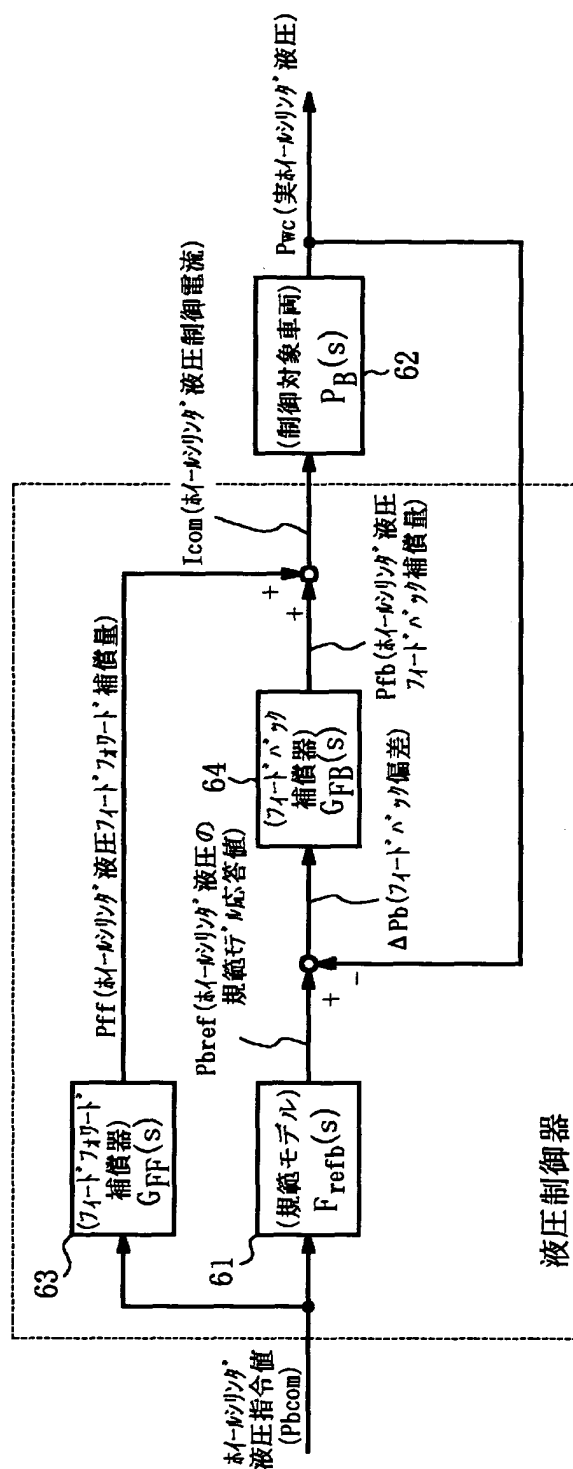 ホイールシリンダ
液圧指令値
(Pbcom)
63
(フィードフォワード
補償器)
GFF(s)
Pff(ホイールシリンダ液圧フィードフォワード補償量)
61
(規範モデル)
Frefb(s)
Pbref(ホイールシリンダ液圧の
規範モデル応答値)
+
-
ΔPb(フィードバック偏差)
64
(フィードバック
補償器)
GFB(s)
Pfb(ホイールシリンダ液圧
フィードバック補償量)
+
+
Icom(ホイールシリンダ液圧制御電流)
(制御対象車両)
PB(s)
62
Pwc(実ホイールシリンダ液圧)
液圧制御器